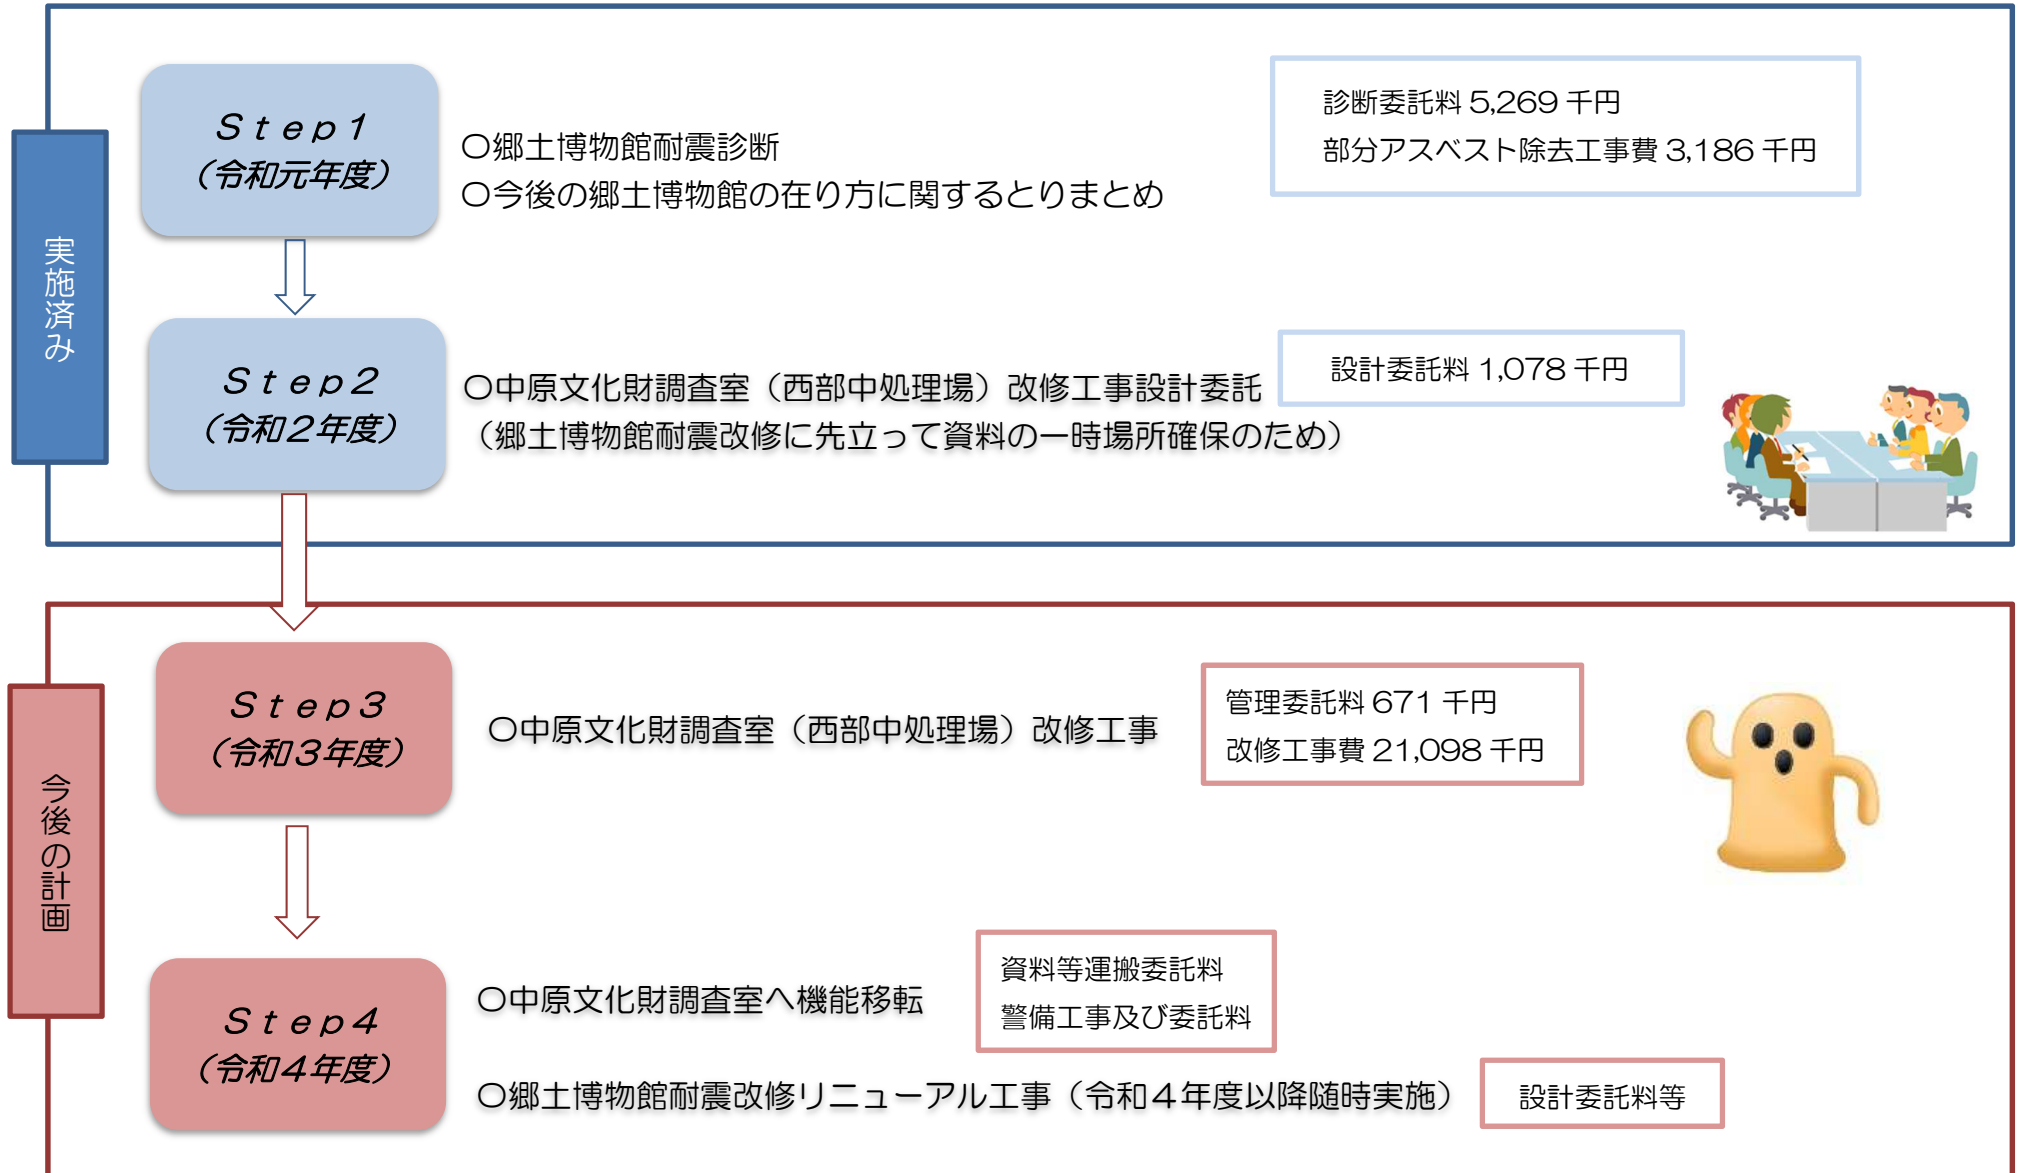 実施済み
Step1
（令和元年度）
〇郷土博物館耐震診断
〇今後の郷土博物館の在り方に関するとりまとめ
診断委託料 5,269 千円
部分アスベスト除去工事費 3,186 千円
Step2
（令和２年度）
〇中原文化財調査室（西部中処理場）改修工事設計委託
（郷土博物館耐震改修に先立って資料の一時場所確保のため）
設計委託料 1,078 千円
今後の計画
Step3
（令和３年度）
〇中原文化財調査室（西部中処理場）改修工事
管理委託料 671 千円
改修工事費 21,098 千円
Step4
（令和４年度）
〇中原文化財調査室へ機能移転
資料等運搬委託料
警備工事及び委託料
〇郷土博物館耐震改修リニューアル工事（令和４年度以降随時実施）
設計委託料等